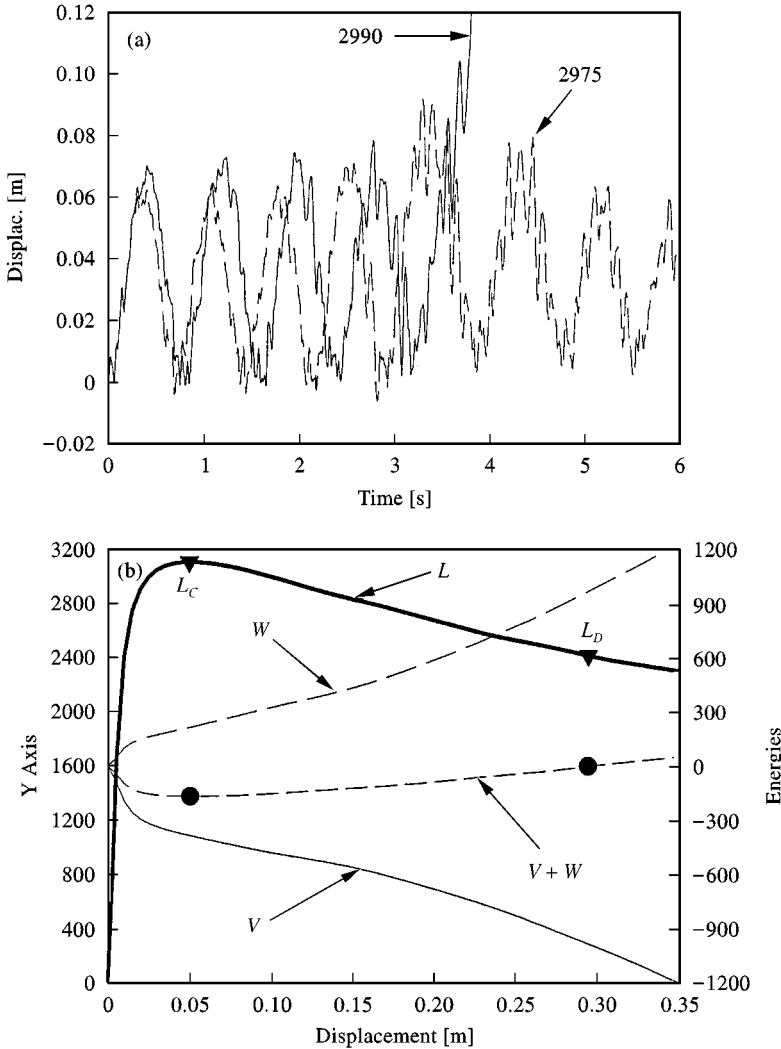 (a)
2990
2975
0.12
0.10
0.08
0.06
0.04
0.02
0
−0.02
Displac. [m]
0 1 2 3 4 5 6
Time [s]
(b)
L
L_C
L_D
W
V + W
V
3200
2800
2400
2000
1600
1200
800
400
0
Y Axis
1200
900
600
300
0
−300
−600
−900
−1200
Energies
0 0.05 0.10 0.15 0.20 0.25 0.30 0.35
Displacement [m]